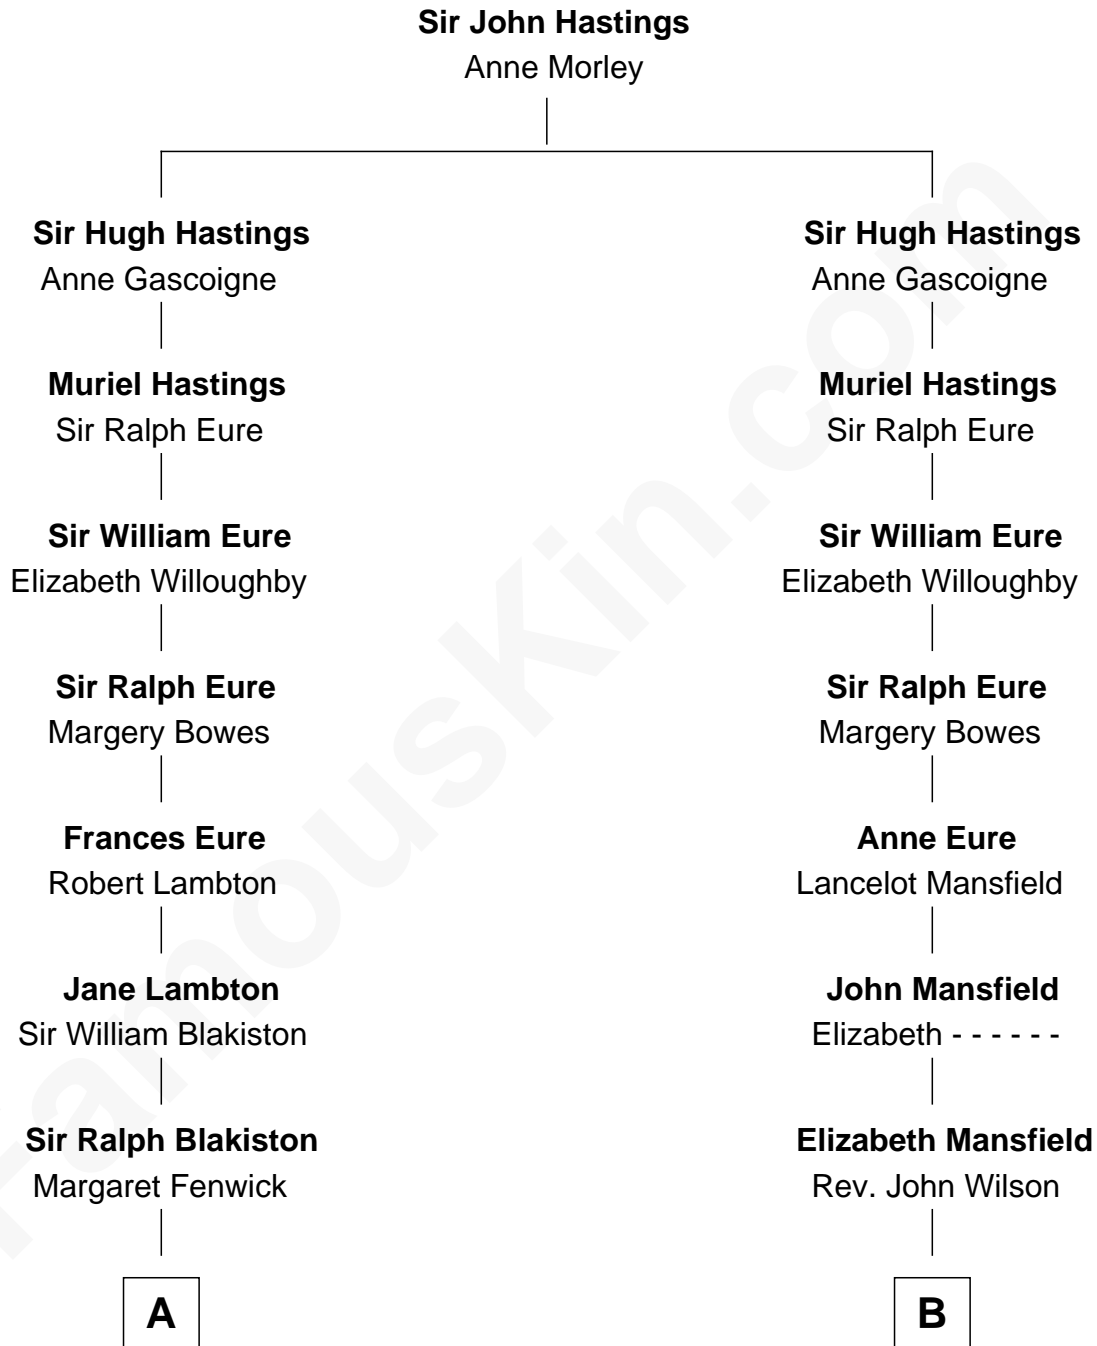 Sir John Hastings
Anne Morley
Sir Hugh Hastings
Anne Gascoigne
Sir Hugh Hastings
Anne Gascoigne
Muriel Hastings
Sir Ralph Eure
Muriel Hastings
Sir Ralph Eure
Sir William Eure
Elizabeth Willoughby
Sir William Eure
Elizabeth Willoughby
Sir Ralph Eure
Margery Bowes
Sir Ralph Eure
Margery Bowes
Frances Eure
Robert Lambton
Anne Eure
Lancelot Mansfield
Jane Lambton
Sir William Blakiston
John Mansfield
Elizabeth - - - - - -
Sir Ralph Blakiston
Margaret Fenwick
Elizabeth Mansfield
Rev. John Wilson
A
B
FamousKin.com